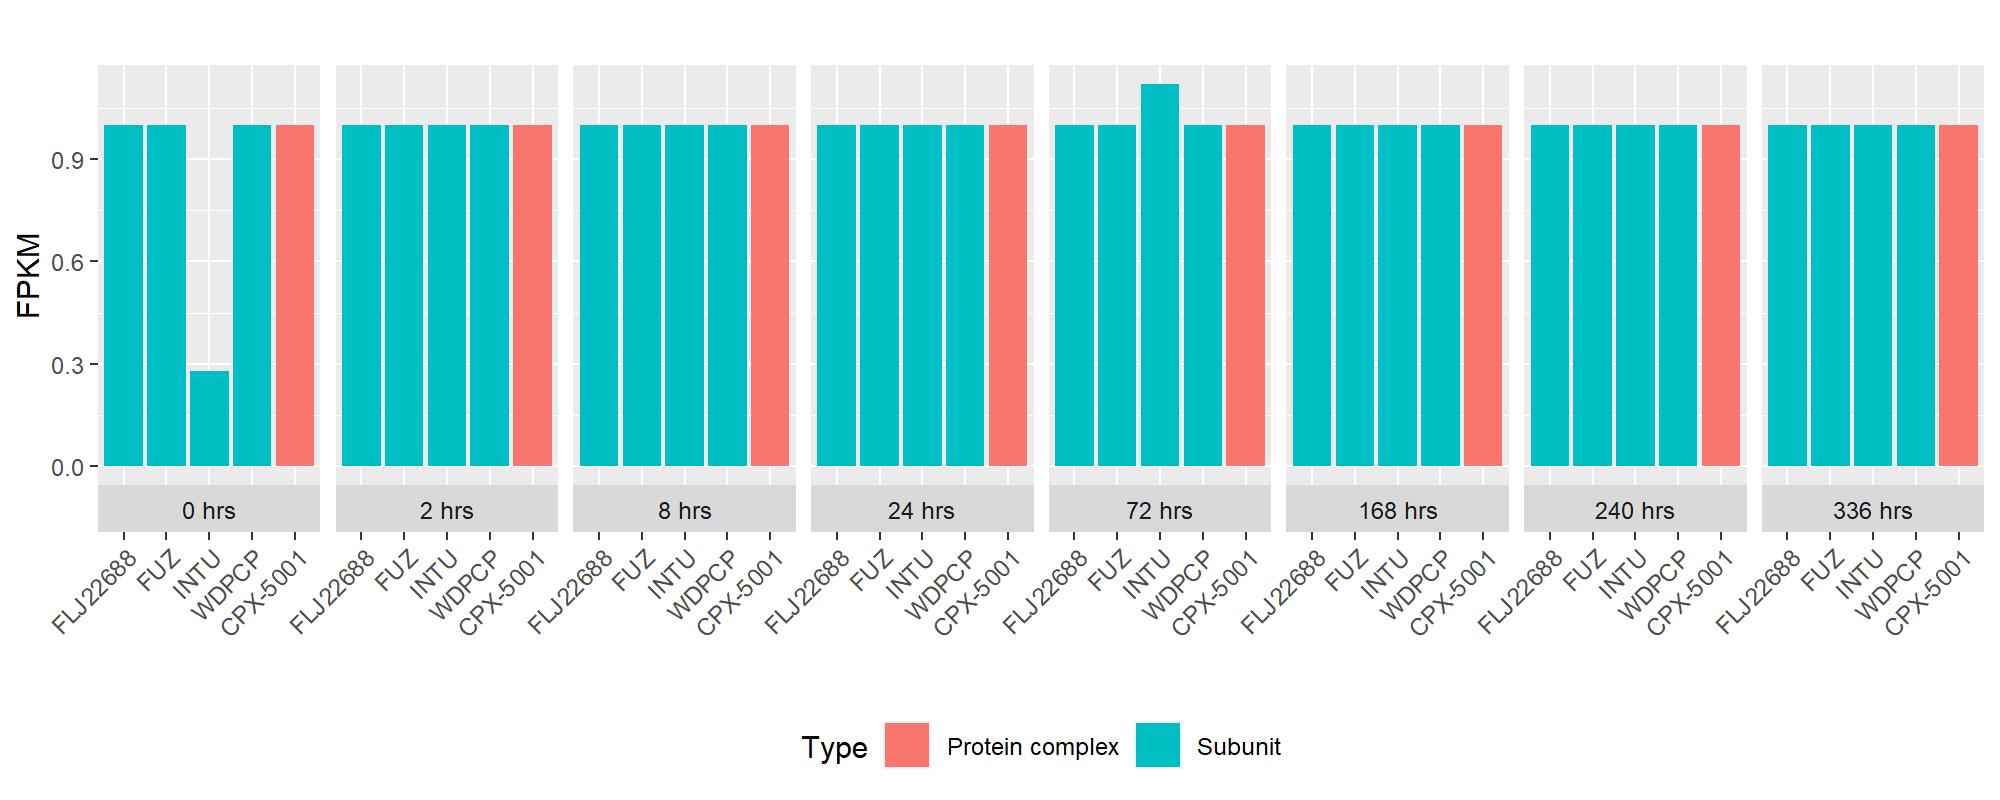 FPKM
0.9
0.6
0.3
0.0
0 hrs 2 hrs 8 hrs 24 hrs 72 hrs 168 hrs 240 hrs 336 hrs
FLJ22688 FUZ INTU WDPCP CPX-5001 FLJ22688 FUZ INTU WDPCP CPX-5001 FLJ22688 FUZ INTU WDPCP CPX-5001 FLJ22688 FUZ INTU WDPCP CPX-5001 FLJ22688 FUZ INTU WDPCP CPX-5001 FLJ22688 FUZ INTU WDPCP CPX-5001 FLJ22688 FUZ INTU WDPCP CPX-5001 FLJ22688 FUZ INTU WDPCP CPX-5001
Type Protein complex Subunit